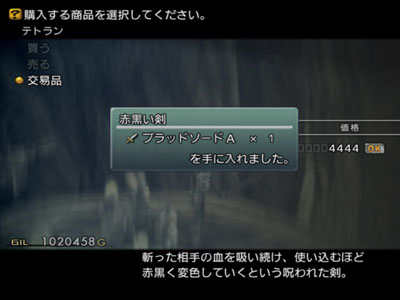 購入する商品を選択してください。
テトラン
買う
売る
交易品
赤黒い剣
ブラッドソードA × 1
を手に入れました。
価格
4444 OK
GIL 1020458G
斬った相手の血を吸い続け、使い込むほど
赤黒く変色していくという呪われた剣。